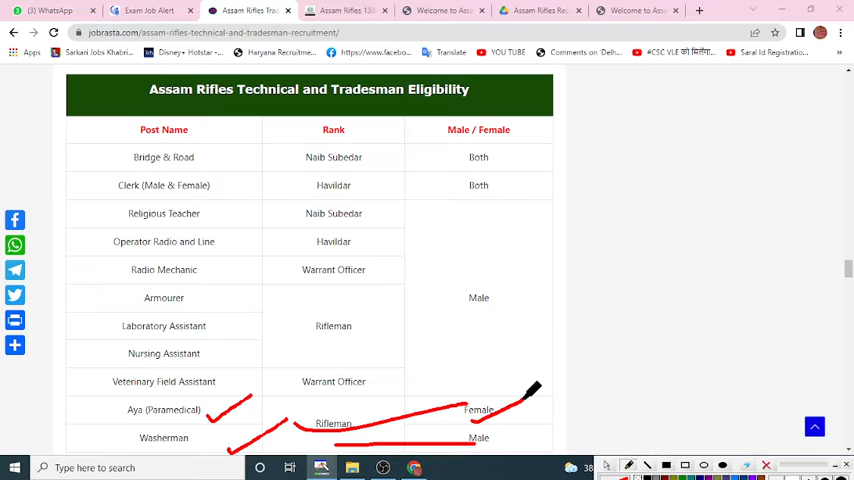 (3) WhatsApp
Exam Job Alert
Assam Rifles Tra
Assam Rifles 138
Welcome to Assa
Assam Rifles Rec
Welcome to Assa
jobrasta.com/assam-rifles-technical-and-tradesman-recruitment/
Apps
Sarkari Jobs Khabri...
Disney+ Hotstar -...
Haryana Recruitme...
https://www.facebo...
Translate
YOU TUBE
Comments on 'Delh...
#CSC VLE को मिलेंगा...
Saral Id Registratio...
Assam Rifles Technical and Tradesman Eligibility
Post Name Rank Male / Female
Bridge & Road Naib Subedar Both
Clerk (Male & Female) Havildar Both
Religious Teacher Naib Subedar
Operator Radio and Line Havildar
Radio Mechanic Warrant Officer
Armourer Male
Laboratory Assistant Rifleman
Nursing Assistant
Veterinary Field Assistant Warrant Officer
Aya (Paramedical) Female
Rifleman
Washerman Male
Type here to search
38